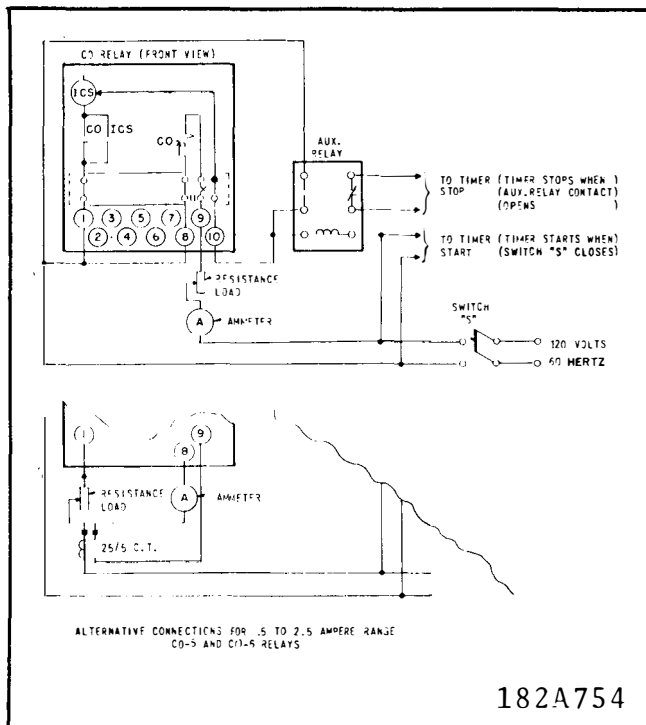 CO RELAY (FRONT VIEW)
ICS
CO ICS
CO
AUX.
RELAY
1 3 5 7 9
2 4 6 8 10
TO TIMER (TIMER STOPS WHEN )
STOP (AUX.RELAY CONTACT)
(OPENS )
TO TIMER (TIMER STARTS WHEN)
START (SWITCH "S" CLOSES)
RESISTANCE
LOAD
A AMMETER
SWITCH
"S"
120 VOLTS
60 HERTZ
1 8 9
RESISTANCE
LOAD
A AMMETER
25/5 C.T.
ALTERNATIVE CONNECTIONS FOR .5 TO 2.5 AMPERE RANGE
CO-5 AND CO-6 RELAYS
182A754